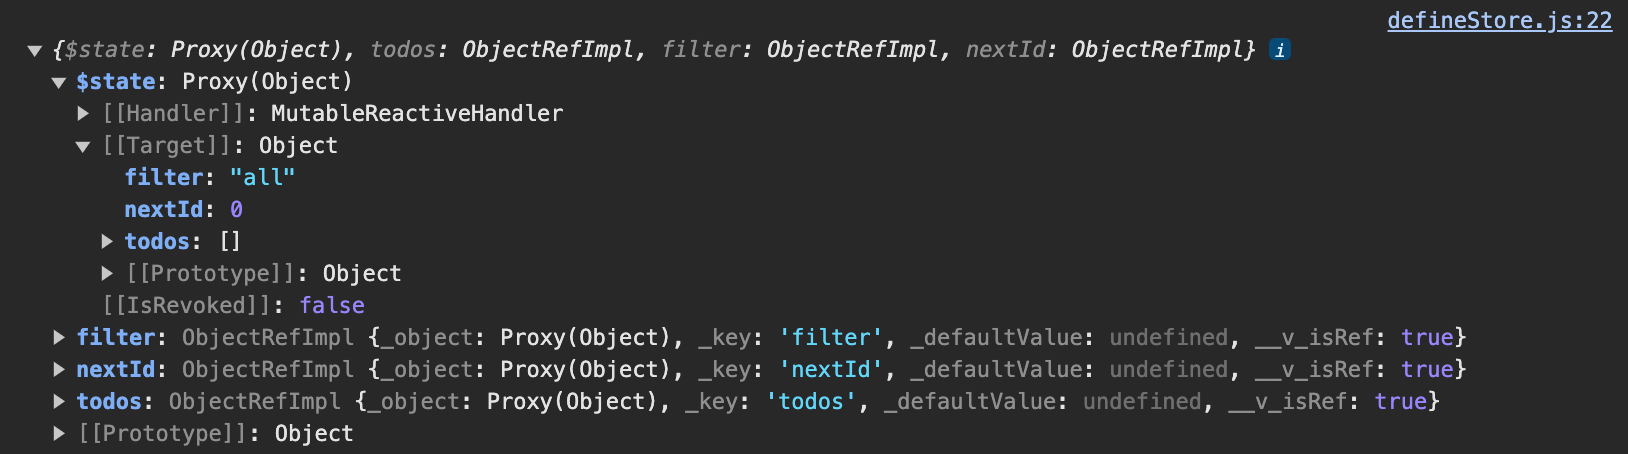 defineStore.js:22
▼ {$state: Proxy(Object), todos: ObjectRefImpl, filter: ObjectRefImpl, nextId: ObjectRefImpl} i
▼ $state: Proxy(Object)
▶ [[Handler]]: MutableReactiveHandler
▼ [[Target]]: Object
filter: "all"
nextId: 0
▶ todos: []
▶ [[Prototype]]: Object
[[IsRevoked]]: false
▶ filter: ObjectRefImpl {_object: Proxy(Object), _key: 'filter', _defaultValue: undefined, __v_isRef: true}
▶ nextId: ObjectRefImpl {_object: Proxy(Object), _key: 'nextId', _defaultValue: undefined, __v_isRef: true}
▶ todos: ObjectRefImpl {_object: Proxy(Object), _key: 'todos', _defaultValue: undefined, __v_isRef: true}
▶ [[Prototype]]: Object